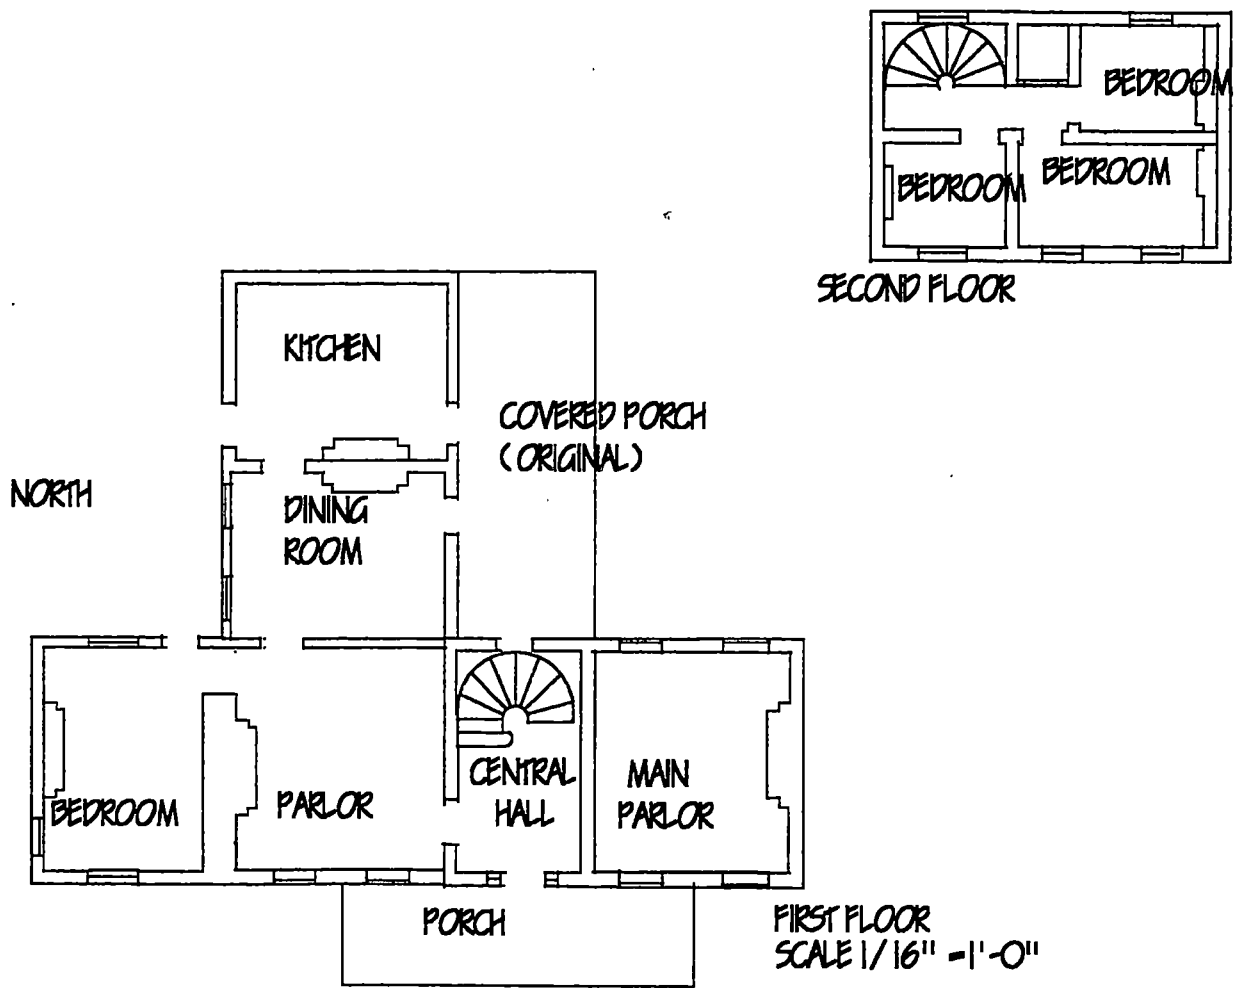 BEDROOM
BEDROOM
BEDROOM
SECOND FLOOR
KITCHEN
COVERED PORCH
(ORIGINAL)
NORTH
DINING
ROOM
CENTRAL
HALL
MAIN
PARLOR
BEDROOM
PARLOR
PORCH
FIRST FLOOR
SCALE 1/16" =1'-0"